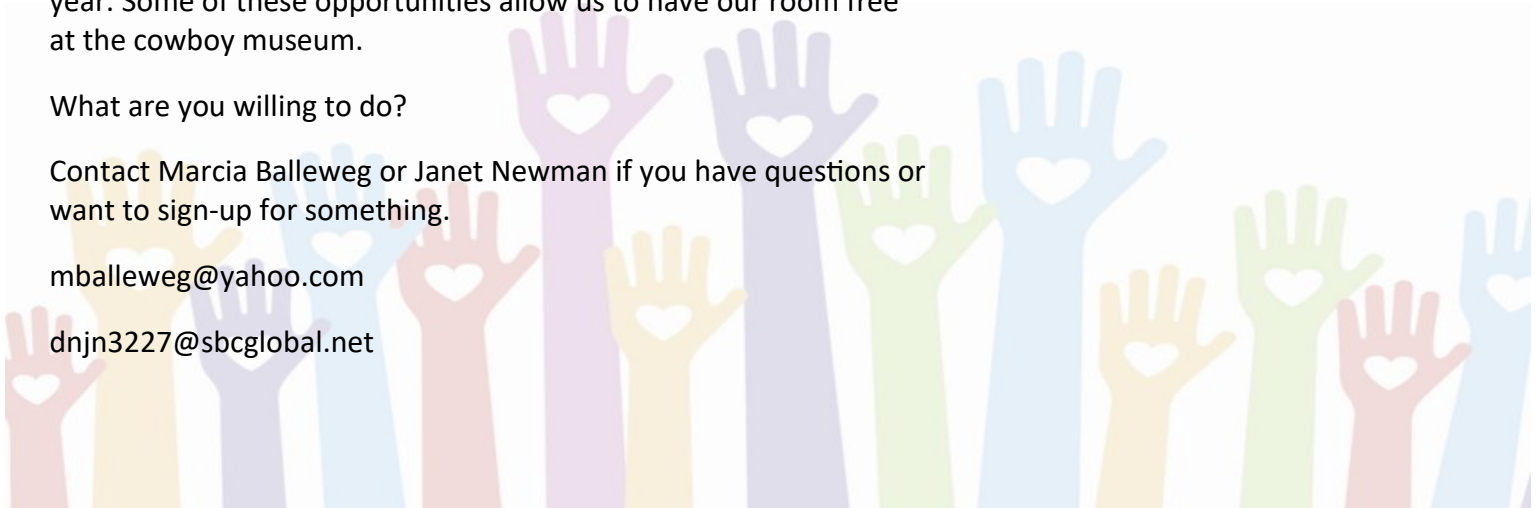 year. Some of these opportunities allow us to have our room free
at the cowboy museum.
What are you willing to do?
Contact Marcia Balleweg or Janet Newman if you have questions or
want to sign-up for something.
mballeweg@yahoo.com
dnjn3227@sbcglobal.net